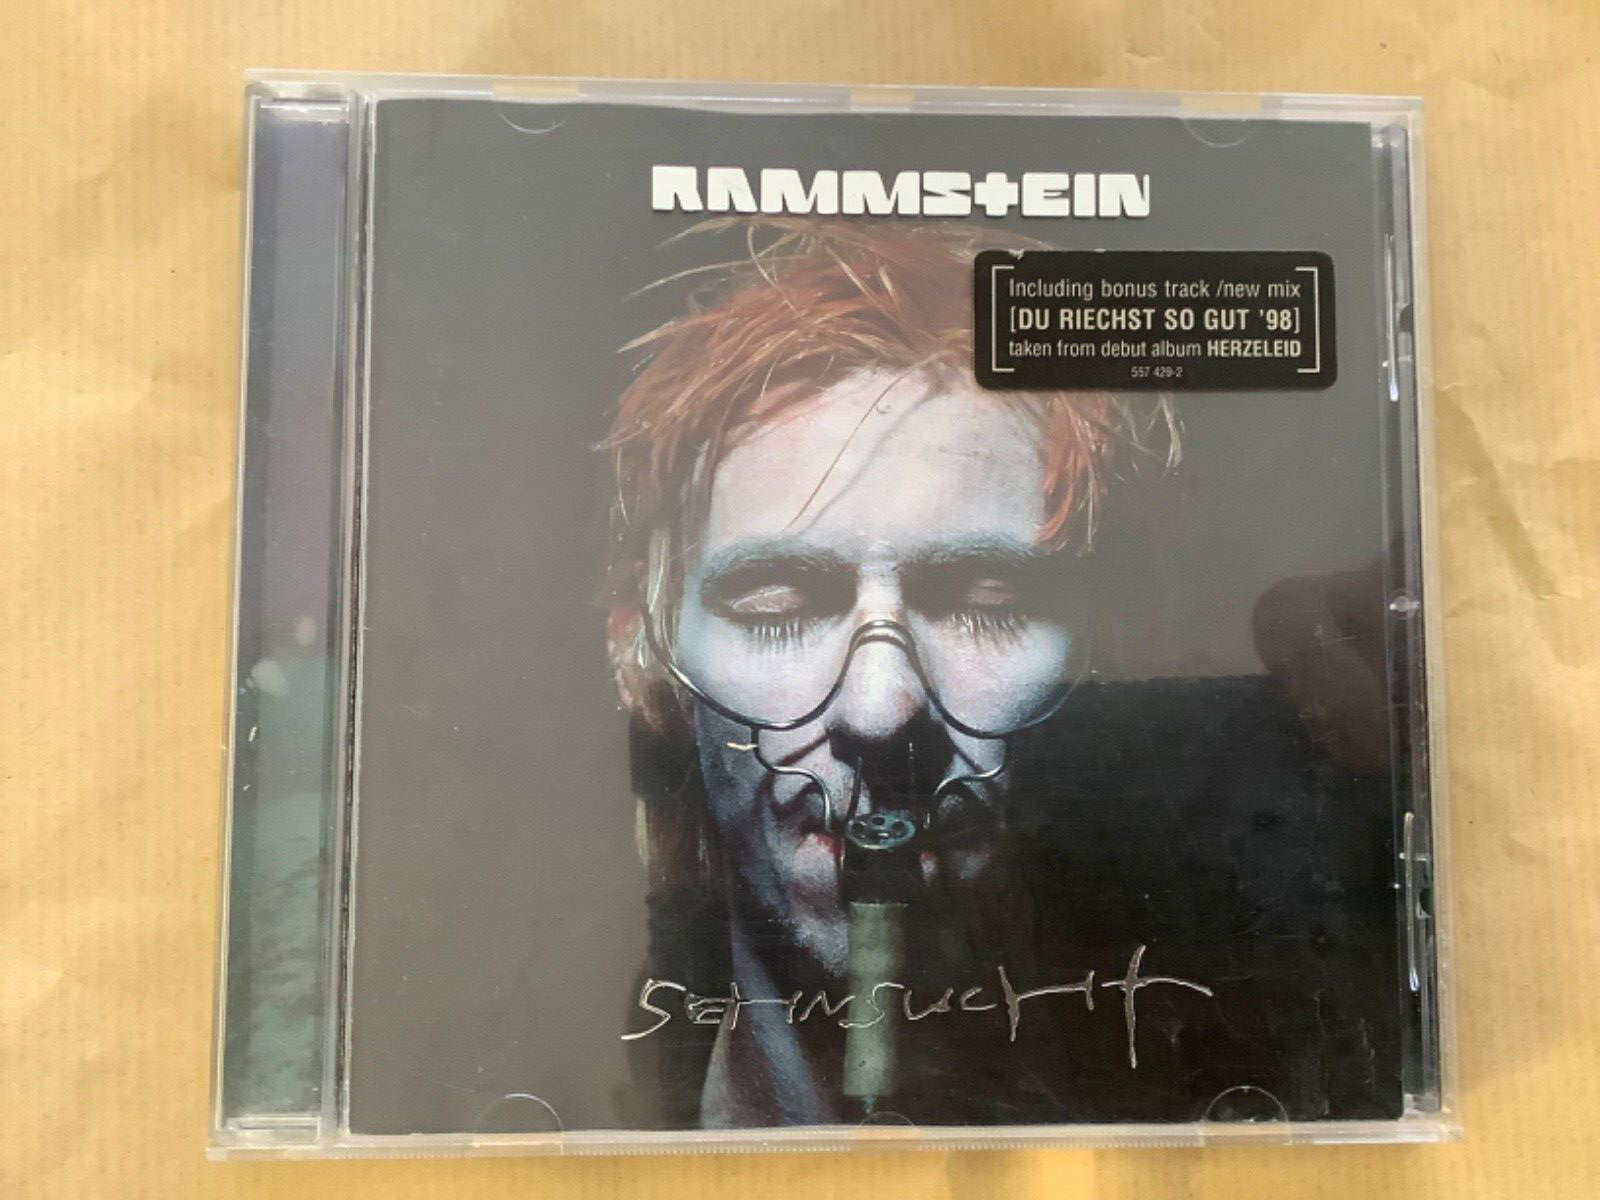 RAMMSTEIN
Including bonus track /new mix
[DU RIECHST SO GUT '98]
taken from debut album HERZELEID
557 429-2
SEHNSUCHT